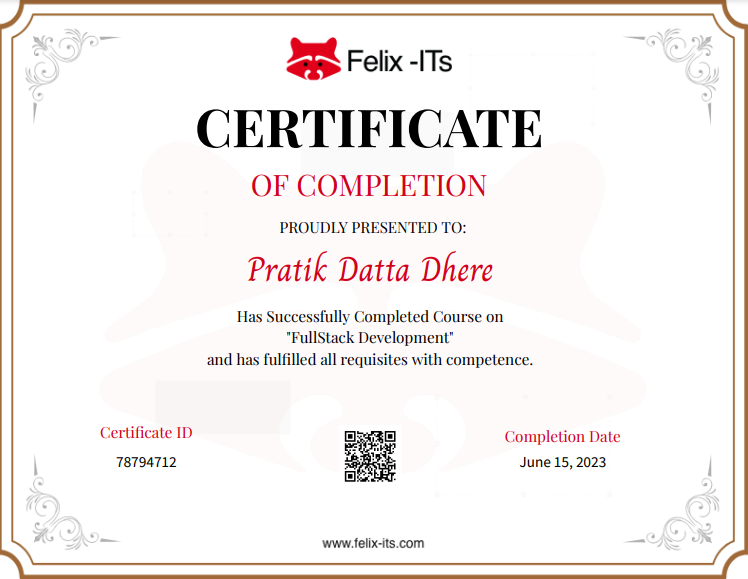 Felix -ITs
CERTIFICATE
OF COMPLETION
PROUDLY PRESENTED TO:
Pratik Datta Dhere
Has Successfully Completed Course on
"FullStack Development"
and has fulfilled all requisites with competence.
Certificate ID
78794712
Completion Date
June 15, 2023
www.felix-its.com